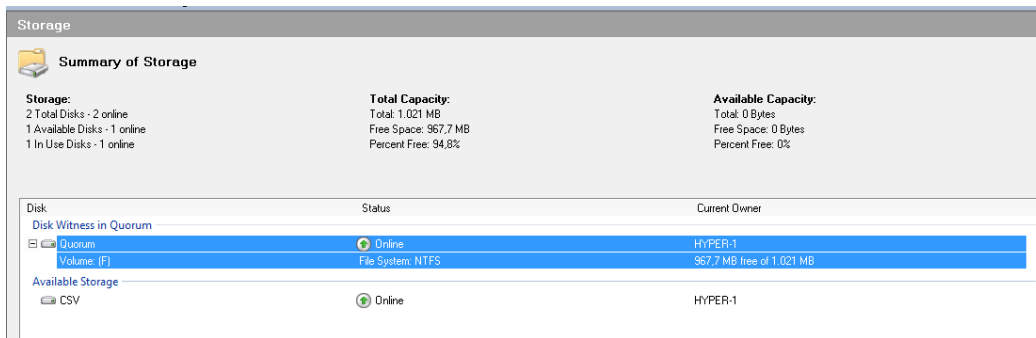 Storage
Summary of Storage
Storage: Total Capacity: Available Capacity:
2 Total Disks - 2 online Total: 1.021 MB Total: 0 Bytes
1 Available Disks - 1 online Free Space: 967,7 MB Free Space: 0 Bytes
1 In Use Disks - 1 online Percent Free: 94,8% Percent Free: 0%
Disk Status Current Owner
Disk Witness in Quorum
Quorum Online HYPER-1
Volume: (F) File System: NTFS 967,7 MB free of 1.021 MB
Available Storage
CSV Online HYPER-1